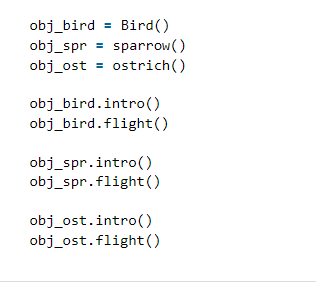 obj_bird = Bird()
obj_spr = sparrow()
obj_ost = ostrich()
obj_bird.intro()
obj_bird.flight()
obj_spr.intro()
obj_spr.flight()
obj_ost.intro()
obj_ost.flight()